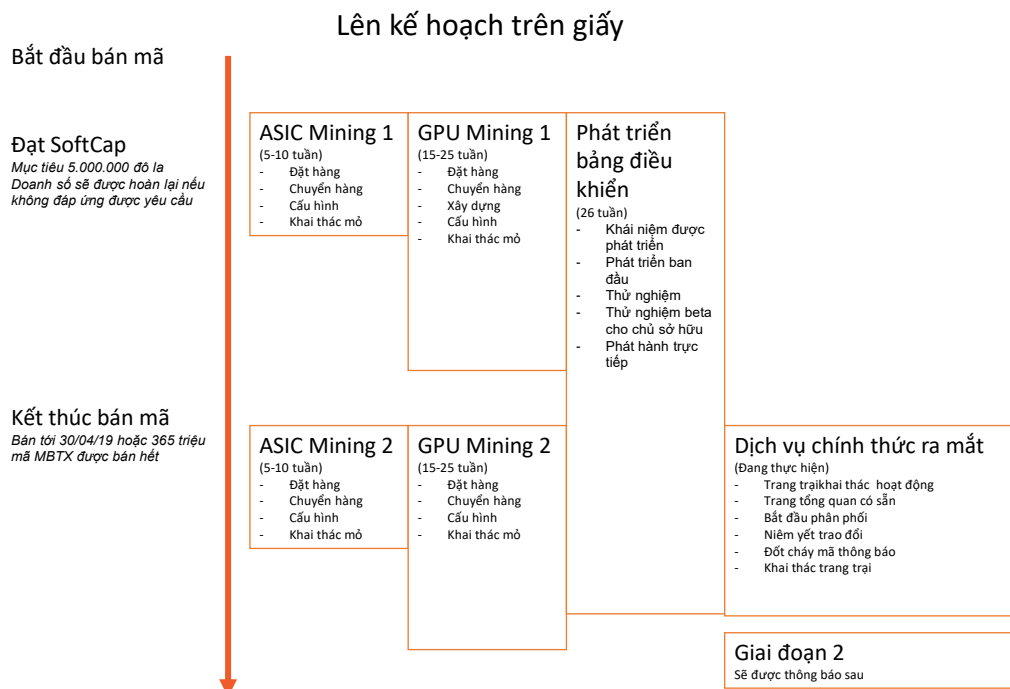 Lên kế hoạch trên giấy
Bắt đầu bán mã
Đạt SoftCap
Mục tiêu 5.000.000 đô la
Doanh số sẽ được hoàn lại nếu
không đáp ứng được yêu cầu
ASIC Mining 1
(5-10 tuần)
- Đặt hàng
- Chuyển hàng
- Cấu hình
- Khai thác mỏ
GPU Mining 1
(15-25 tuần)
- Đặt hàng
- Chuyển hàng
- Xây dựng
- Cấu hình
- Khai thác mỏ
Phát triển
bảng điều
khiển
(26 tuần)
- Khái niệm được
phát triển
- Phát triển ban
đầu
- Thử nghiệm
- Thử nghiệm beta
cho chủ sở hữu
- Phát hành trực
tiếp
Kết thúc bán mã
Bán tới 30/04/19 hoặc 365 triệu
mã MBTX được bán hết
ASIC Mining 2
(5-10 tuần)
- Đặt hàng
- Chuyển hàng
- Cấu hình
- Khai thác mỏ
GPU Mining 2
(15-25 tuần)
- Đặt hàng
- Chuyển hàng
- Cấu hình
- Khai thác mỏ
Dịch vụ chính thức ra mắt
(Đang thực hiện)
- Trang trạikhai thác hoạt động
- Trang tổng quan có sẵn
- Bắt đầu phân phối
- Niêm yết trao đổi
- Đốt cháy mã thông báo
- Khai thác trang trại
Giai đoạn 2
Sẽ được thông báo sau